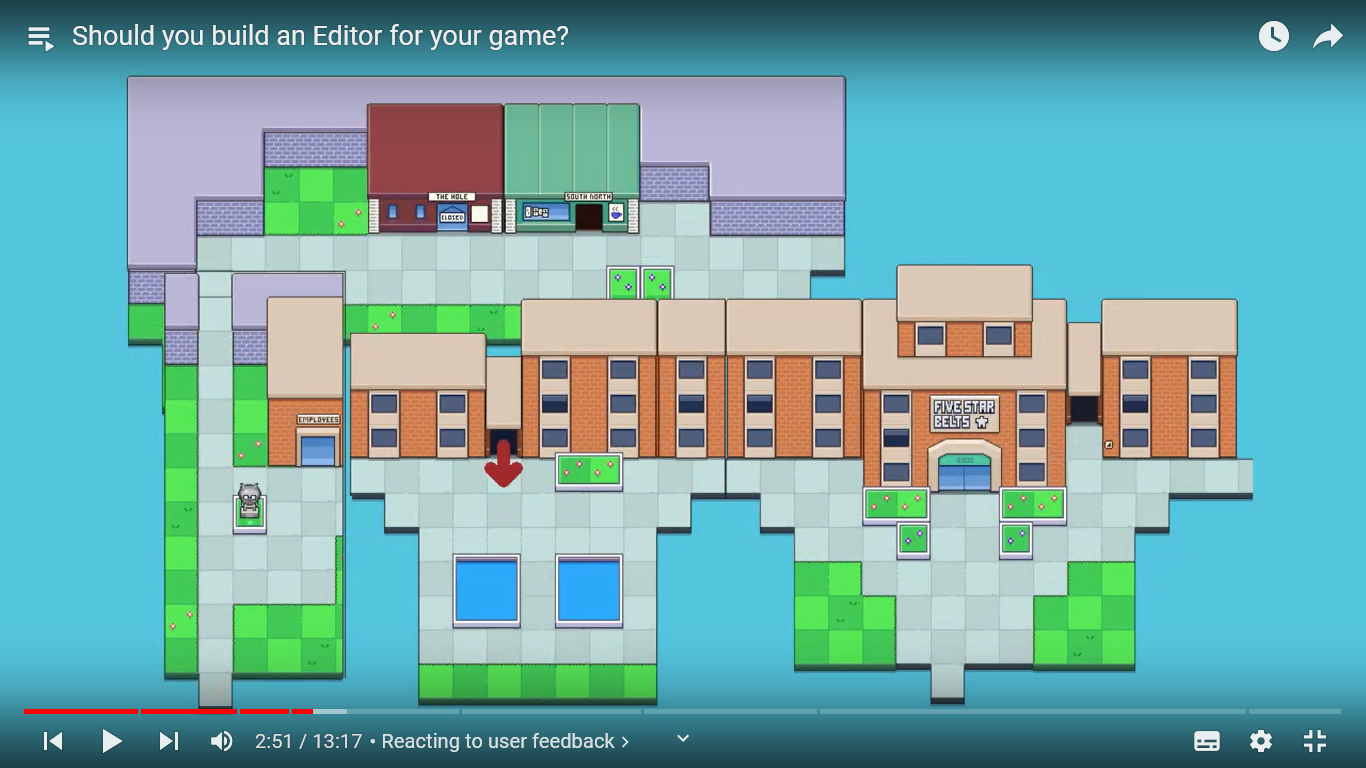 Should you build an Editor for your game?
THE HOLE
SOUTH NORTH
CLOSED
EMPLOYEES
FIVE STAR
BELTS
2:51 / 13:17 • Reacting to user feedback